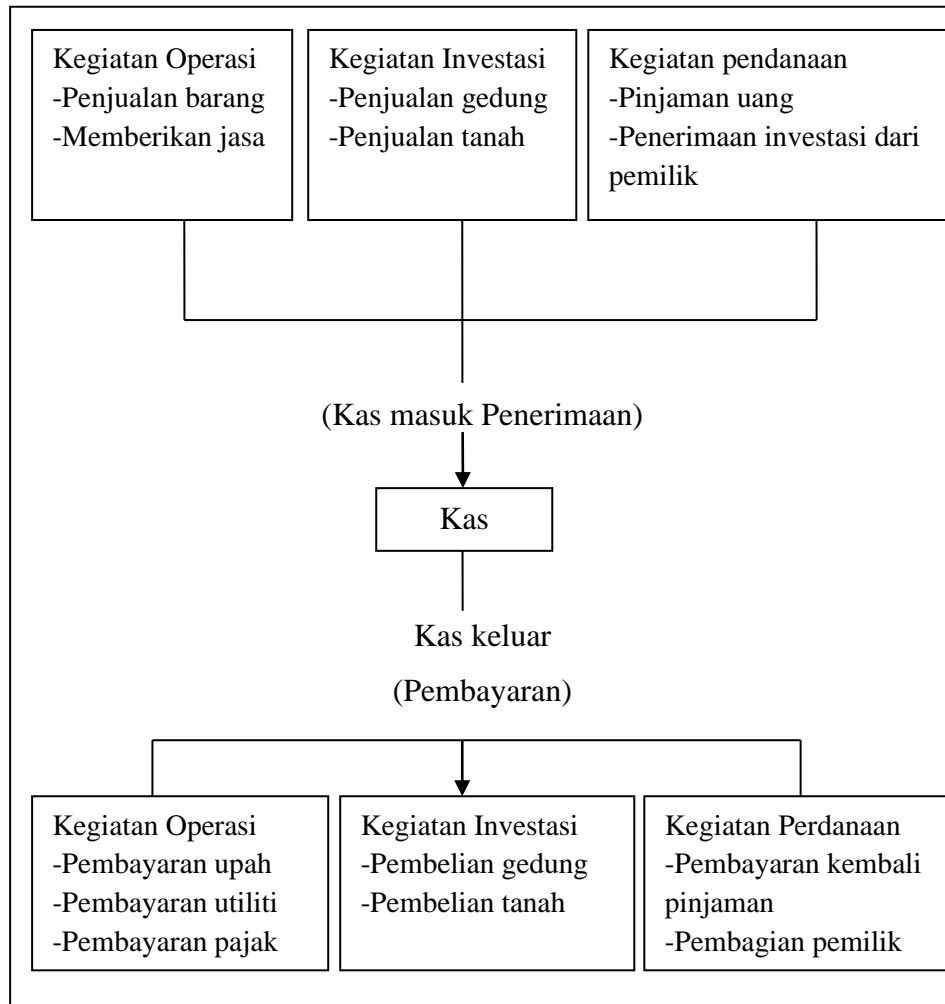 Kegiatan Operasi
-Penjualan barang
-Memberikan jasa
Kegiatan Investasi
-Penjualan gedung
-Penjualan tanah
Kegiatan pendanaan
-Pinjaman uang
-Penerimaan investasi dari
pemilik
(Kas masuk Penerimaan)
Kas
Kas keluar
(Pembayaran)
Kegiatan Operasi
-Pembayaran upah
-Pembayaran utiliti
-Pembayaran pajak
Kegiatan Investasi
-Pembelian gedung
-Pembelian tanah
Kegiatan Perdanaan
-Pembayaran kembali
pinjaman
-Pembagian pemilik